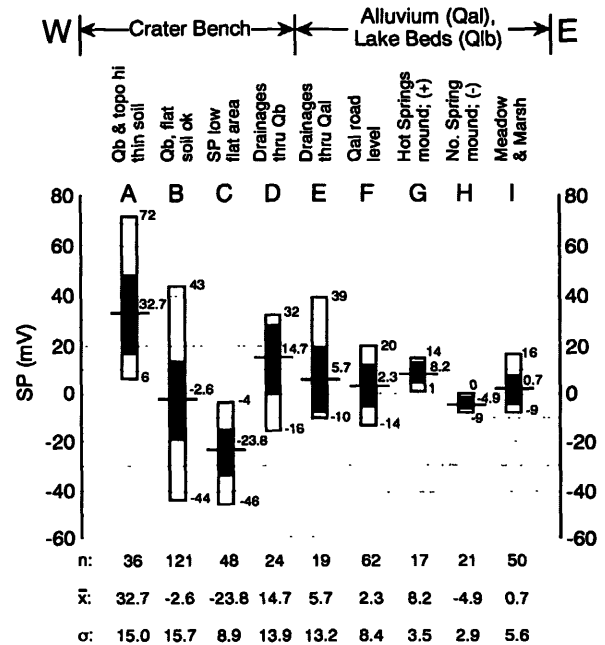 W Crater Bench Alluvium (Qal), Lake Beds (Qlb) E
Qb & topo hi thin soil
Qb, flat soil ok
SP low flat area
Drainages thru Qb
Drainages thru Qal
Qal road level
Hot Springs mound; (+)
No. Spring mound; (-)
Meadow & Marsh
A B C D E F G H I
SP (mV)
80 60 40 20 0 -20 -40 -60
72 32.7 6
43 -2.6 -44
-4 -23.8 -46
32 14.7 -16
39 5.7 -10
20 2.3 -14
14 8.2 1
0 -4.9 -9
16 0.7 -9
80 60 40 20 0 -20 -40 -60
n: 36 121 48 24 19 62 17 21 50
x̄: 32.7 -2.6 -23.8 14.7 5.7 2.3 8.2 -4.9 0.7
σ: 15.0 15.7 8.9 13.9 13.2 8.4 3.5 2.9 5.6